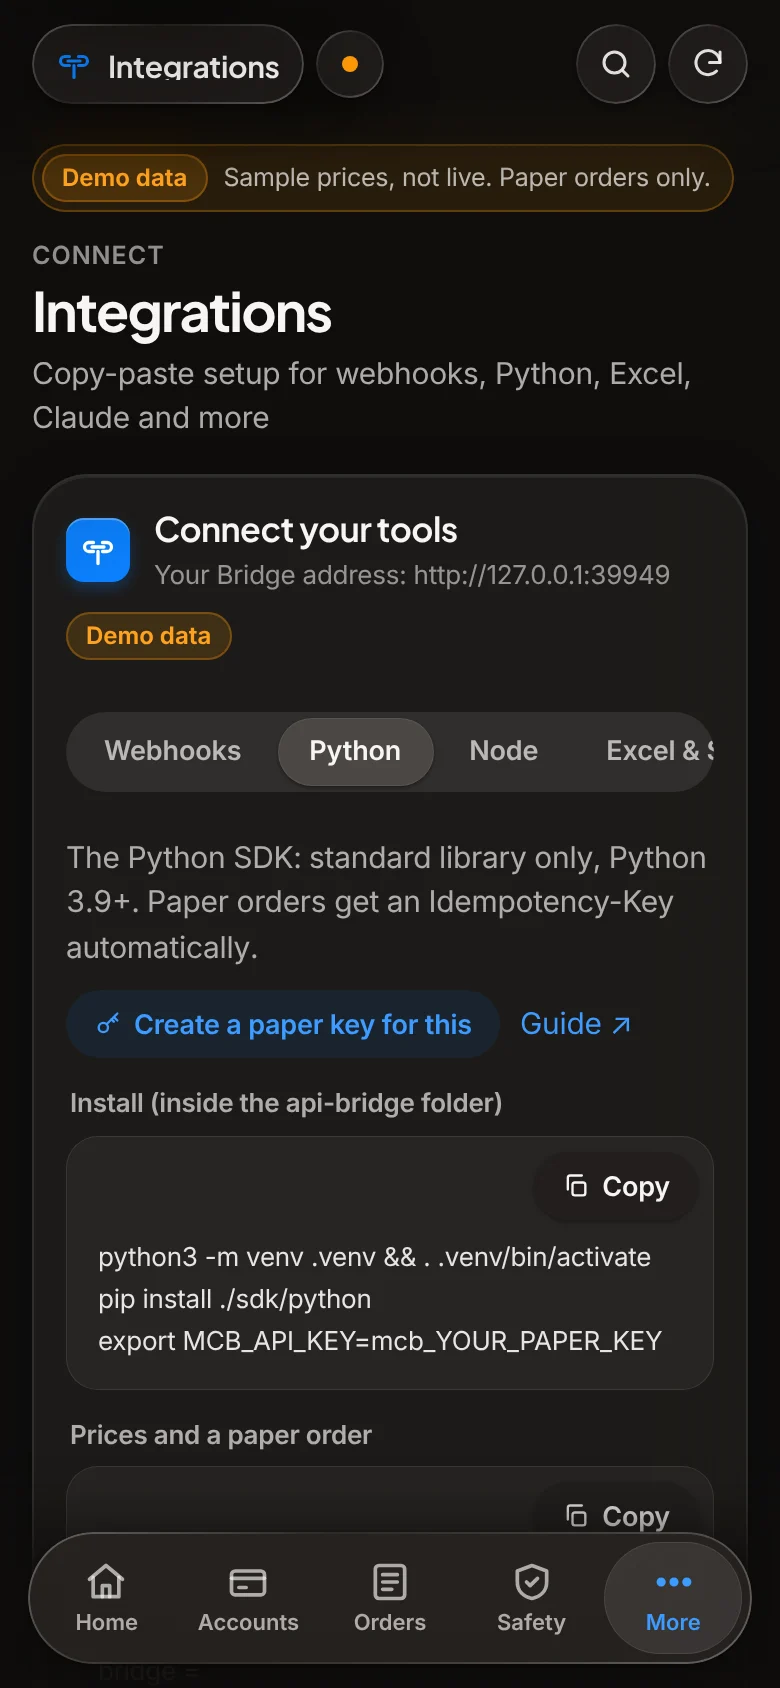 Integrations
Demo data Sample prices, not live. Paper orders only.
CONNECT
Integrations
Copy-paste setup for webhooks, Python, Excel,
Claude and more
Connect your tools
Your Bridge address: http://127.0.0.1:39949
Demo data
Webhooks Python Node Excel &
The Python SDK: standard library only, Python
3.9+. Paper orders get an Idempotency-Key
automatically.
Create a paper key for this Guide ↗
Install (inside the api-bridge folder)
Copy
python3 -m venv .venv && . .venv/bin/activate
pip install ./sdk/python
export MCB_API_KEY=mcb_YOUR_PAPER_KEY
Prices and a paper order
Copy
Home Accounts Orders Safety More
bridge =